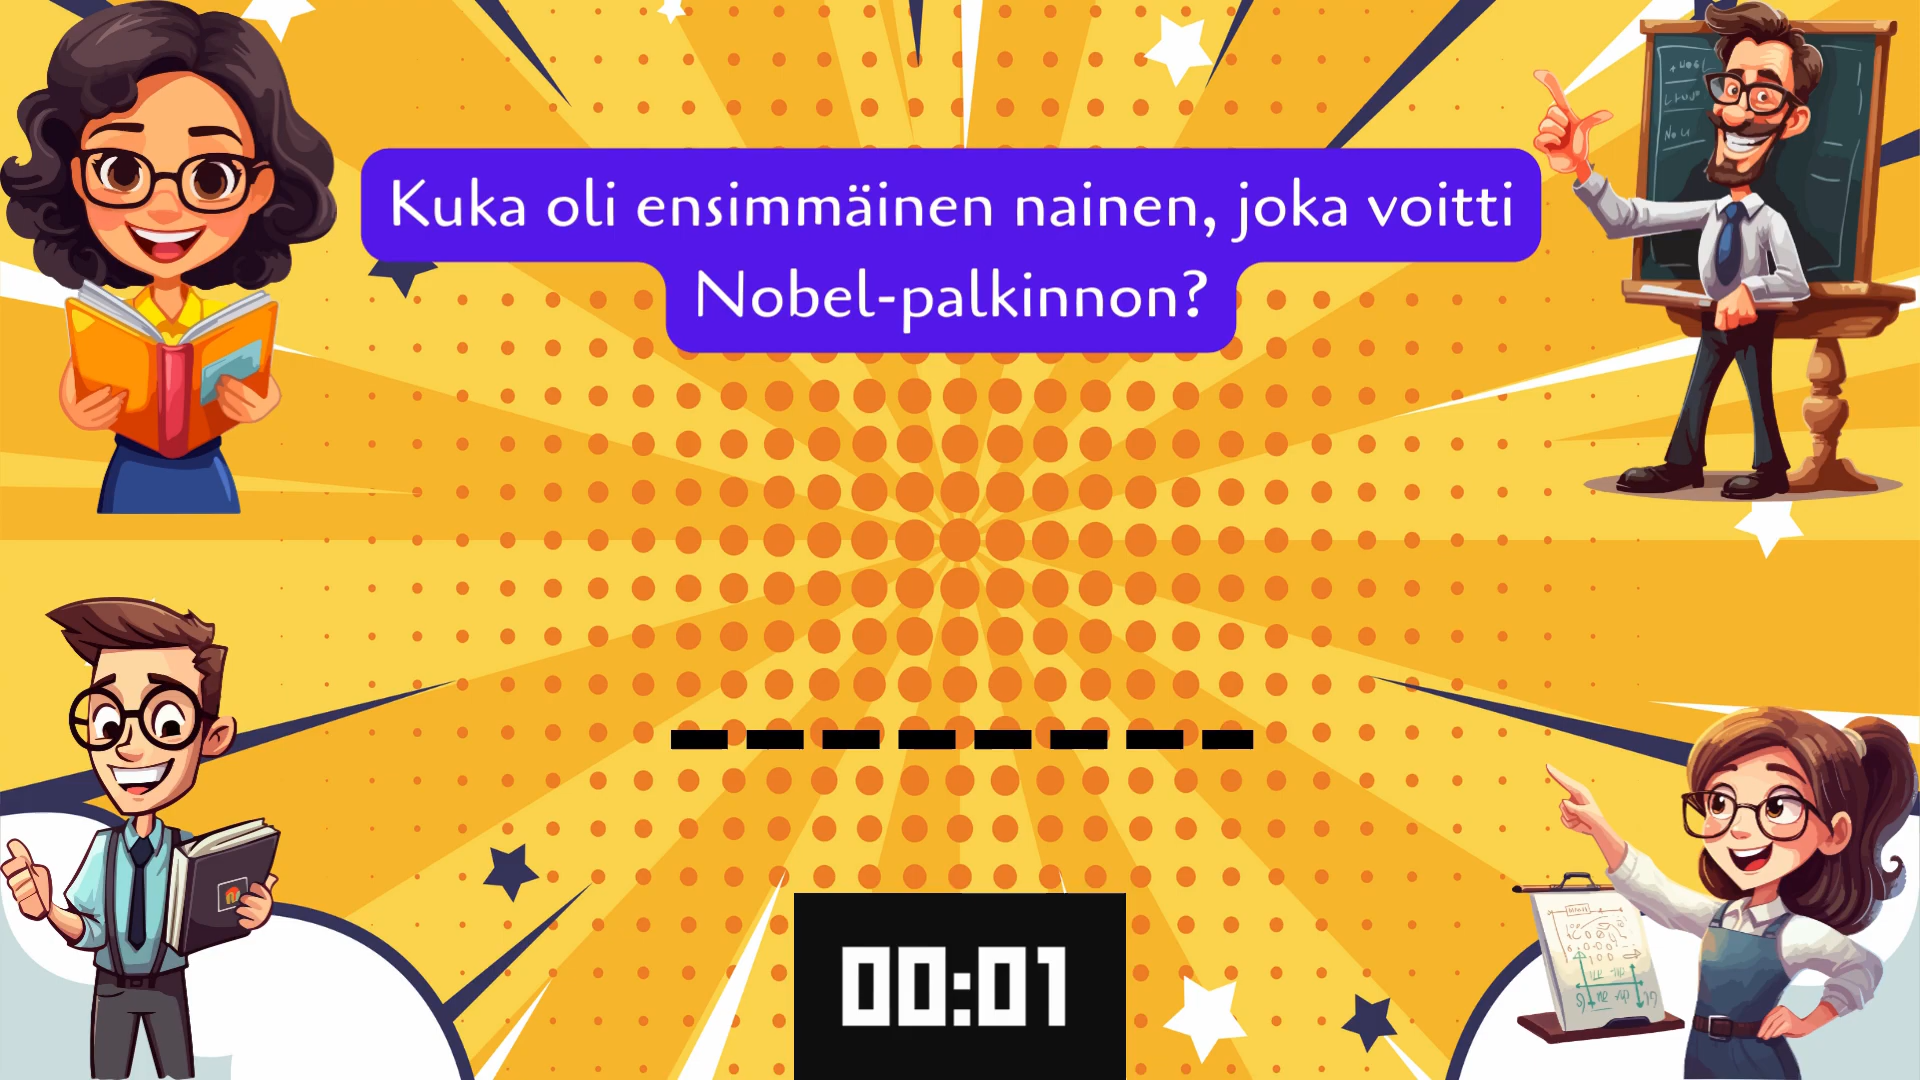 Kuka oli ensimmäinen nainen, joka voitti
Nobel-palkinnon?
00:01